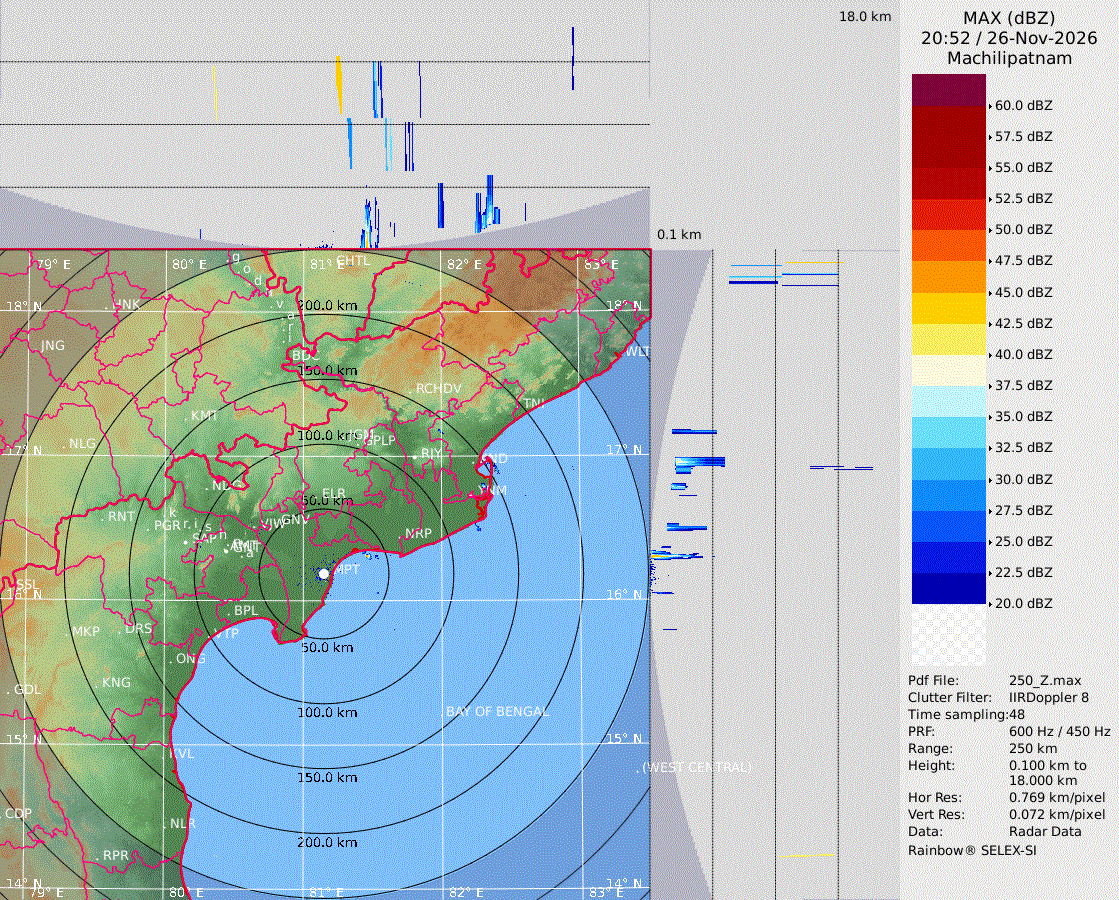 18.0 km
0.1 km
MAX (dBZ)
20:52 / 26-Nov-2026
Machilipatnam
60.0 dBZ
57.5 dBZ
55.0 dBZ
52.5 dBZ
50.0 dBZ
47.5 dBZ
45.0 dBZ
42.5 dBZ
40.0 dBZ
37.5 dBZ
35.0 dBZ
32.5 dBZ
30.0 dBZ
27.5 dBZ
25.0 dBZ
22.5 dBZ
20.0 dBZ
Pdf File: 250_Z.max
Clutter Filter: IIRDoppler 8
Time sampling:48
PRF: 600 Hz / 450 Hz
Range: 250 km
Height: 0.100 km to
18.000 km
Hor Res: 0.769 km/pixel
Vert Res: 0.072 km/pixel
Data: Radar Data
Rainbow® SELEX-SI
79° E
80° E
81° E
CHTL
82° E
83° E
200.0 km
18° N
HNK
18° N
JNG
BDC
WLT
150.0 km
RCHDV
KMT
100.0 km
NLG
GPLP
17° N
RJY
17° N
50.0 km
ELR
RNT
PGR
VJW
GNV
NRP
MPT
SSL
16° N
16° N
BPL
MKP
DRS
50.0 km
ONG
KNG
GDL
100.0 km
BAY OF BENGAL
15° N
15° N
KVL
(WEST CENTRAL)
150.0 km
CDP
NLR
200.0 km
RPR
14° N
14° N
79° E
80° E
81° E
82° E
83° E